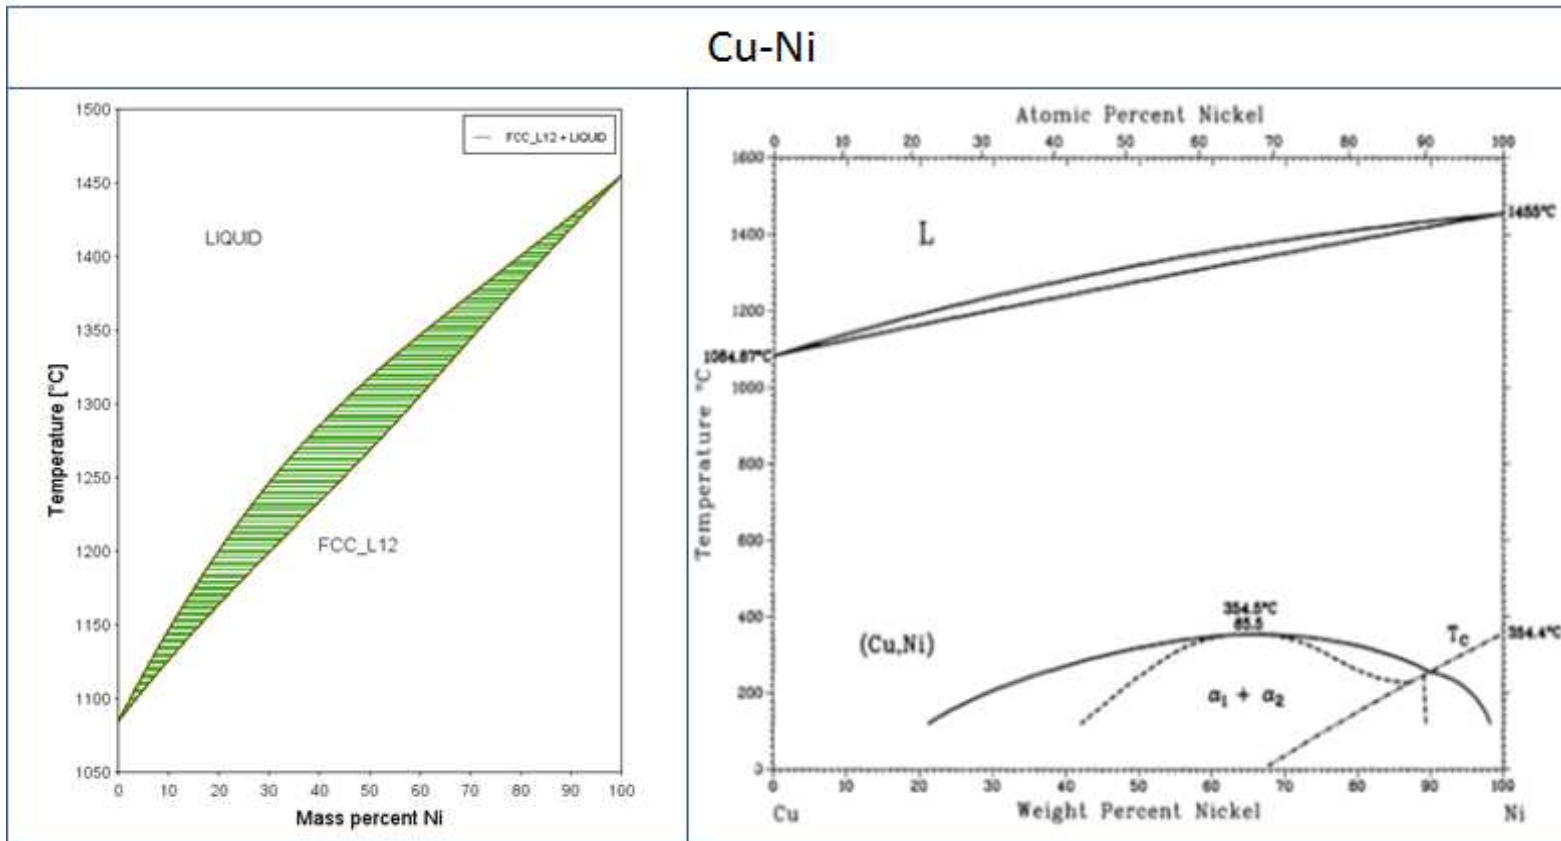 Cu-Ni
1500
1450
1400
1350
1300
1250
1200
1150
1100
1050
Temperature [°C]
FCC_L12 + LIQUID
LIQUID
FCC_L12
0 10 20 30 40 50 60 70 80 90 100
Mass percent Ni
Atomic Percent Nickel
0 10 20 30 40 50 60 70 80 90 100
1600
1400
1200
1084.87°C
1000
800
600
400
200
0
Temperature °C
L
1455°C
354.5°C
65.5
(Cu,Ni)
T_C
354.4°C
α₁ + α₂
0 10 20 30 40 50 60 70 80 90 100
Cu
Weight Percent Nickel
Ni